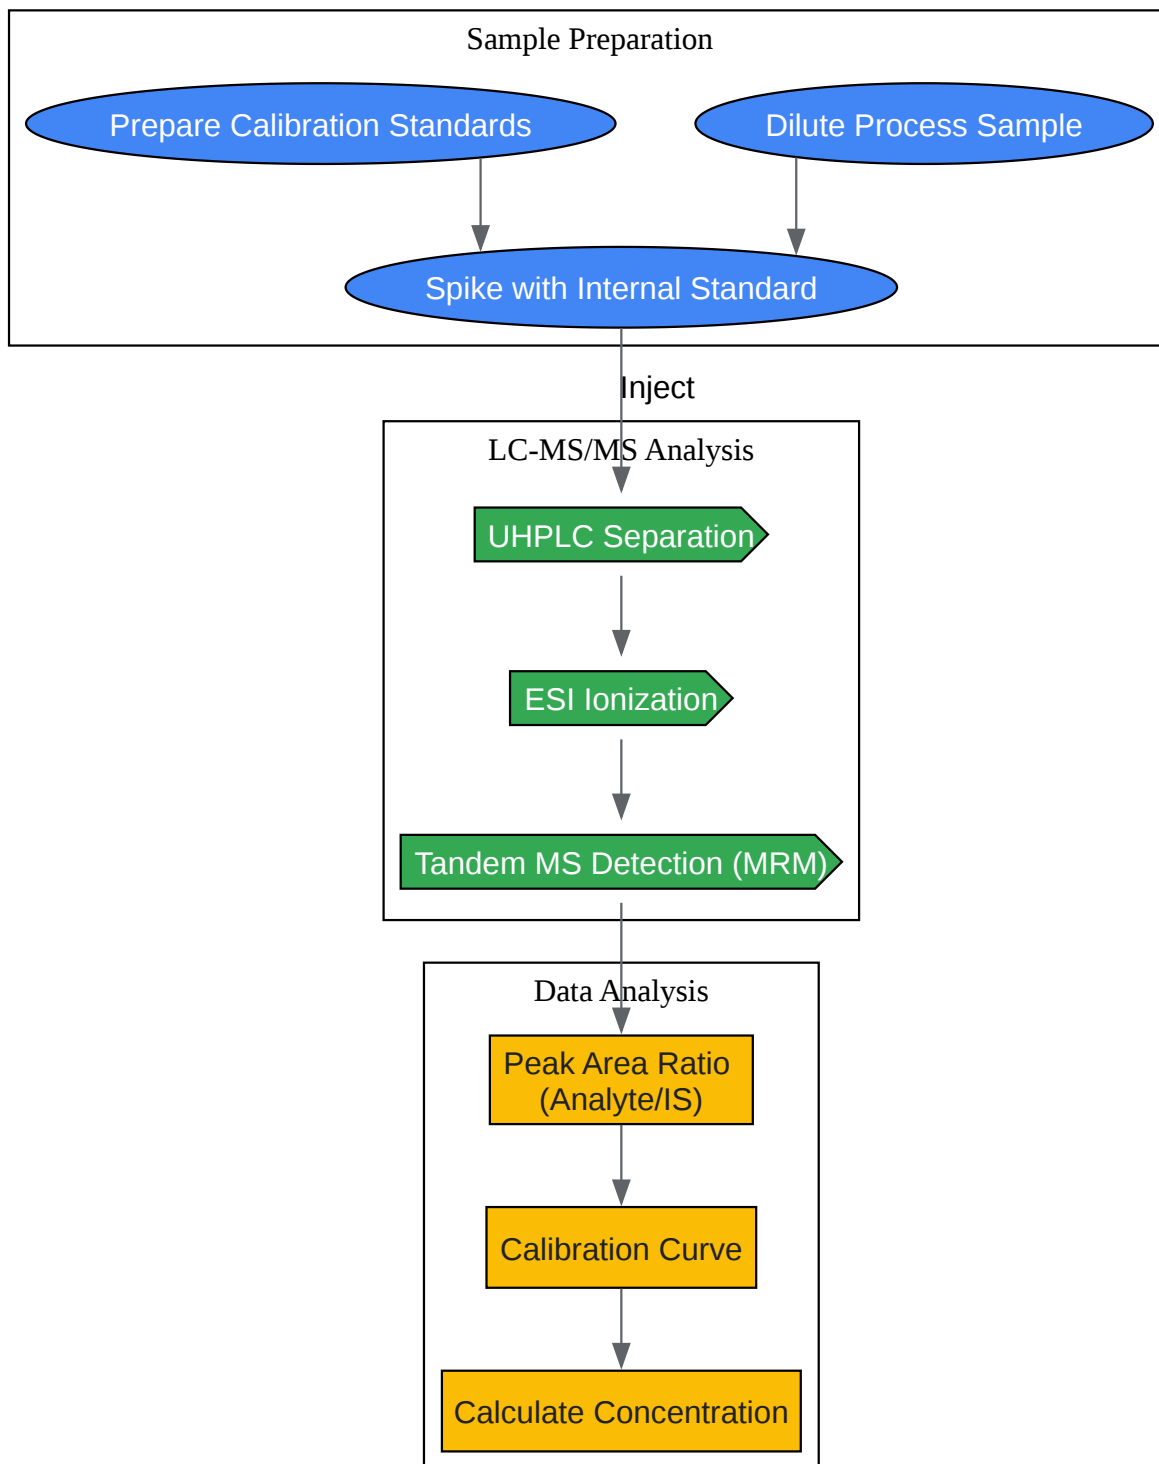 Sample Preparation
Prepare Calibration Standards
Dilute Process Sample
Spike with Internal Standard
Inject
LC-MS/MS Analysis
UHPLC Separation
ESI Ionization
Tandem MS Detection (MRM)
Data Analysis
Peak Area Ratio
(Analyte/IS)
Calibration Curve
Calculate Concentration